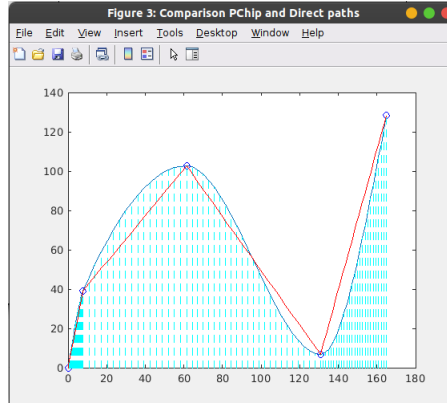 Figure 3: Comparison PChip and Direct paths
File Edit View Insert Tools Desktop Window Help
140
120
100
80
60
40
20
0
0 20 40 60 80 100 120 140 160 180